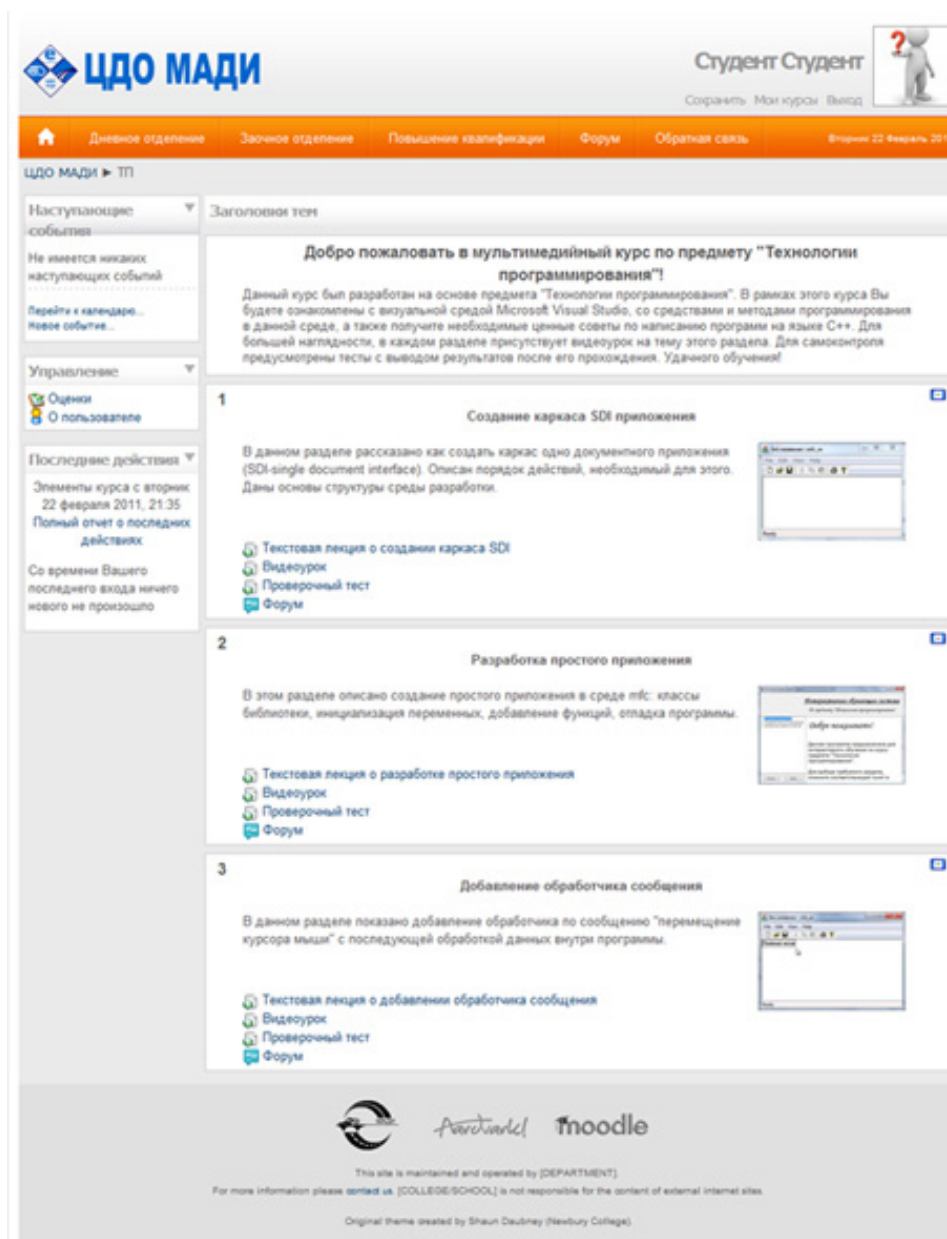 ЦДО МАДИ
Студент Студент
Сохранить Мои курсы Выход
Дневное отделение Заочное отделение Повышение квалификации Форум Обратная связь Вторник 22 Февраль 201
ЦДО МАДИ ► ТП
Наступающие
события
Не имеется никаких
наступающих событий
Перейти к календарю...
Новое событие...
Управление
Оценки
О пользователе
Последние действия
Элементы курса с вторник
22 февраля 2011, 21:35
Полный отчет о последних
действиях
Со времени Вашего
последнего входа ничего
нового не произошло
Заголовки тем
Добро пожаловать в мультимедийный курс по предмету "Технологии
программирования"!
Данный курс был разработан на основе предмета "Технологии программирования". В рамках этого курса Вы
будете ознакомлены с визуальной средой Microsoft Visual Studio, со средствами и методами программирования
в данной среде, а также получите необходимые ценные советы по написанию программ на языке C++. Для
большей наглядности, в каждом разделе присутствует видеоурок на тему этого раздела. Для самоконтроля
предусмотрены тесты с выводом результатов после его прохождения. Удачного обучения!
1
Создание каркаса SDI приложения
В данном разделе рассказано как создать каркас одно документного приложения
(SDI-single document interface). Описан порядок действий, необходимый для этого.
Даны основы структуры среды разработки.
Текстовая лекция о создании каркаса SDI
Видеоурок
Проверочный тест
Форум
2
Разработка простого приложения
В этом разделе описано создание простого приложения в среде mfc: классы
библиотеки, инициализация переменных, добавление функций, отладка программы.
Добро пожаловать!
Текстовая лекция о разработке простого приложения
Видеоурок
Проверочный тест
Форум
3
Добавление обработчика сообщения
В данном разделе показано добавление обработчика по сообщению "перемещение
курсора мыши" с последующей обработкой данных внутри программы.
Текстовая лекция о добавлении обработчика сообщения
Видеоурок
Проверочный тест
Форум
Aardvark! moodle
This site is maintained and operated by [DEPARTMENT].
For more information please contact us. [COLLEGE/SCHOOL] is not responsible for the content of external internet sites.
Original theme created by Shaun Daubney (Newbury College).